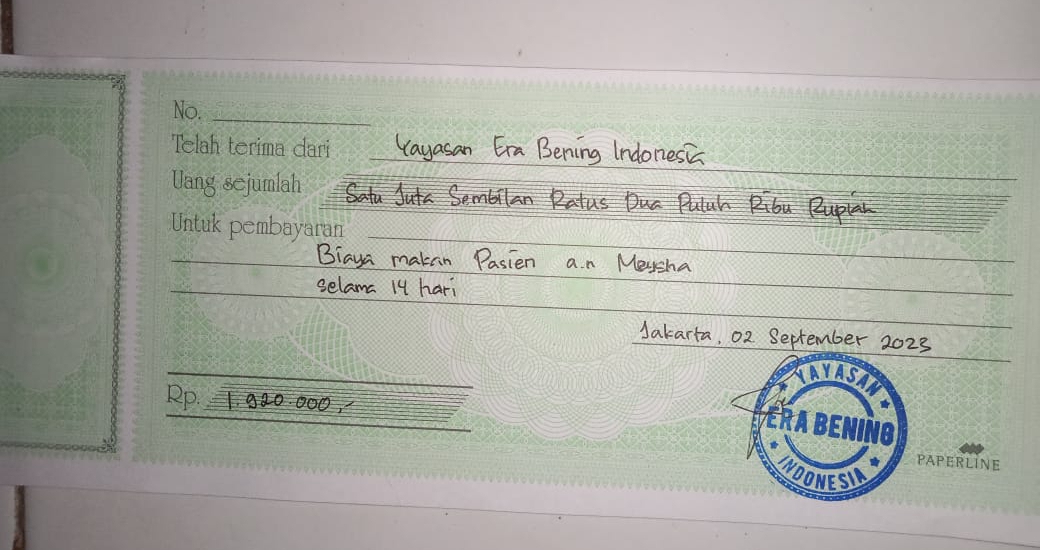 No.
Telah terima dari Yayasan Era Bening Indonesia
Uang sejumlah Satu Juta Sembilan Ratus Dua Puluh Ribu Rupiah
Untuk pembayaran
Biaya makan Pasien a.n Meysha
selama 14 hari
Jakarta, 02 September 2023
Rp. 1.920.000,-
YAYASAN
ERA BENING
INDONESIA
PAPERLINE